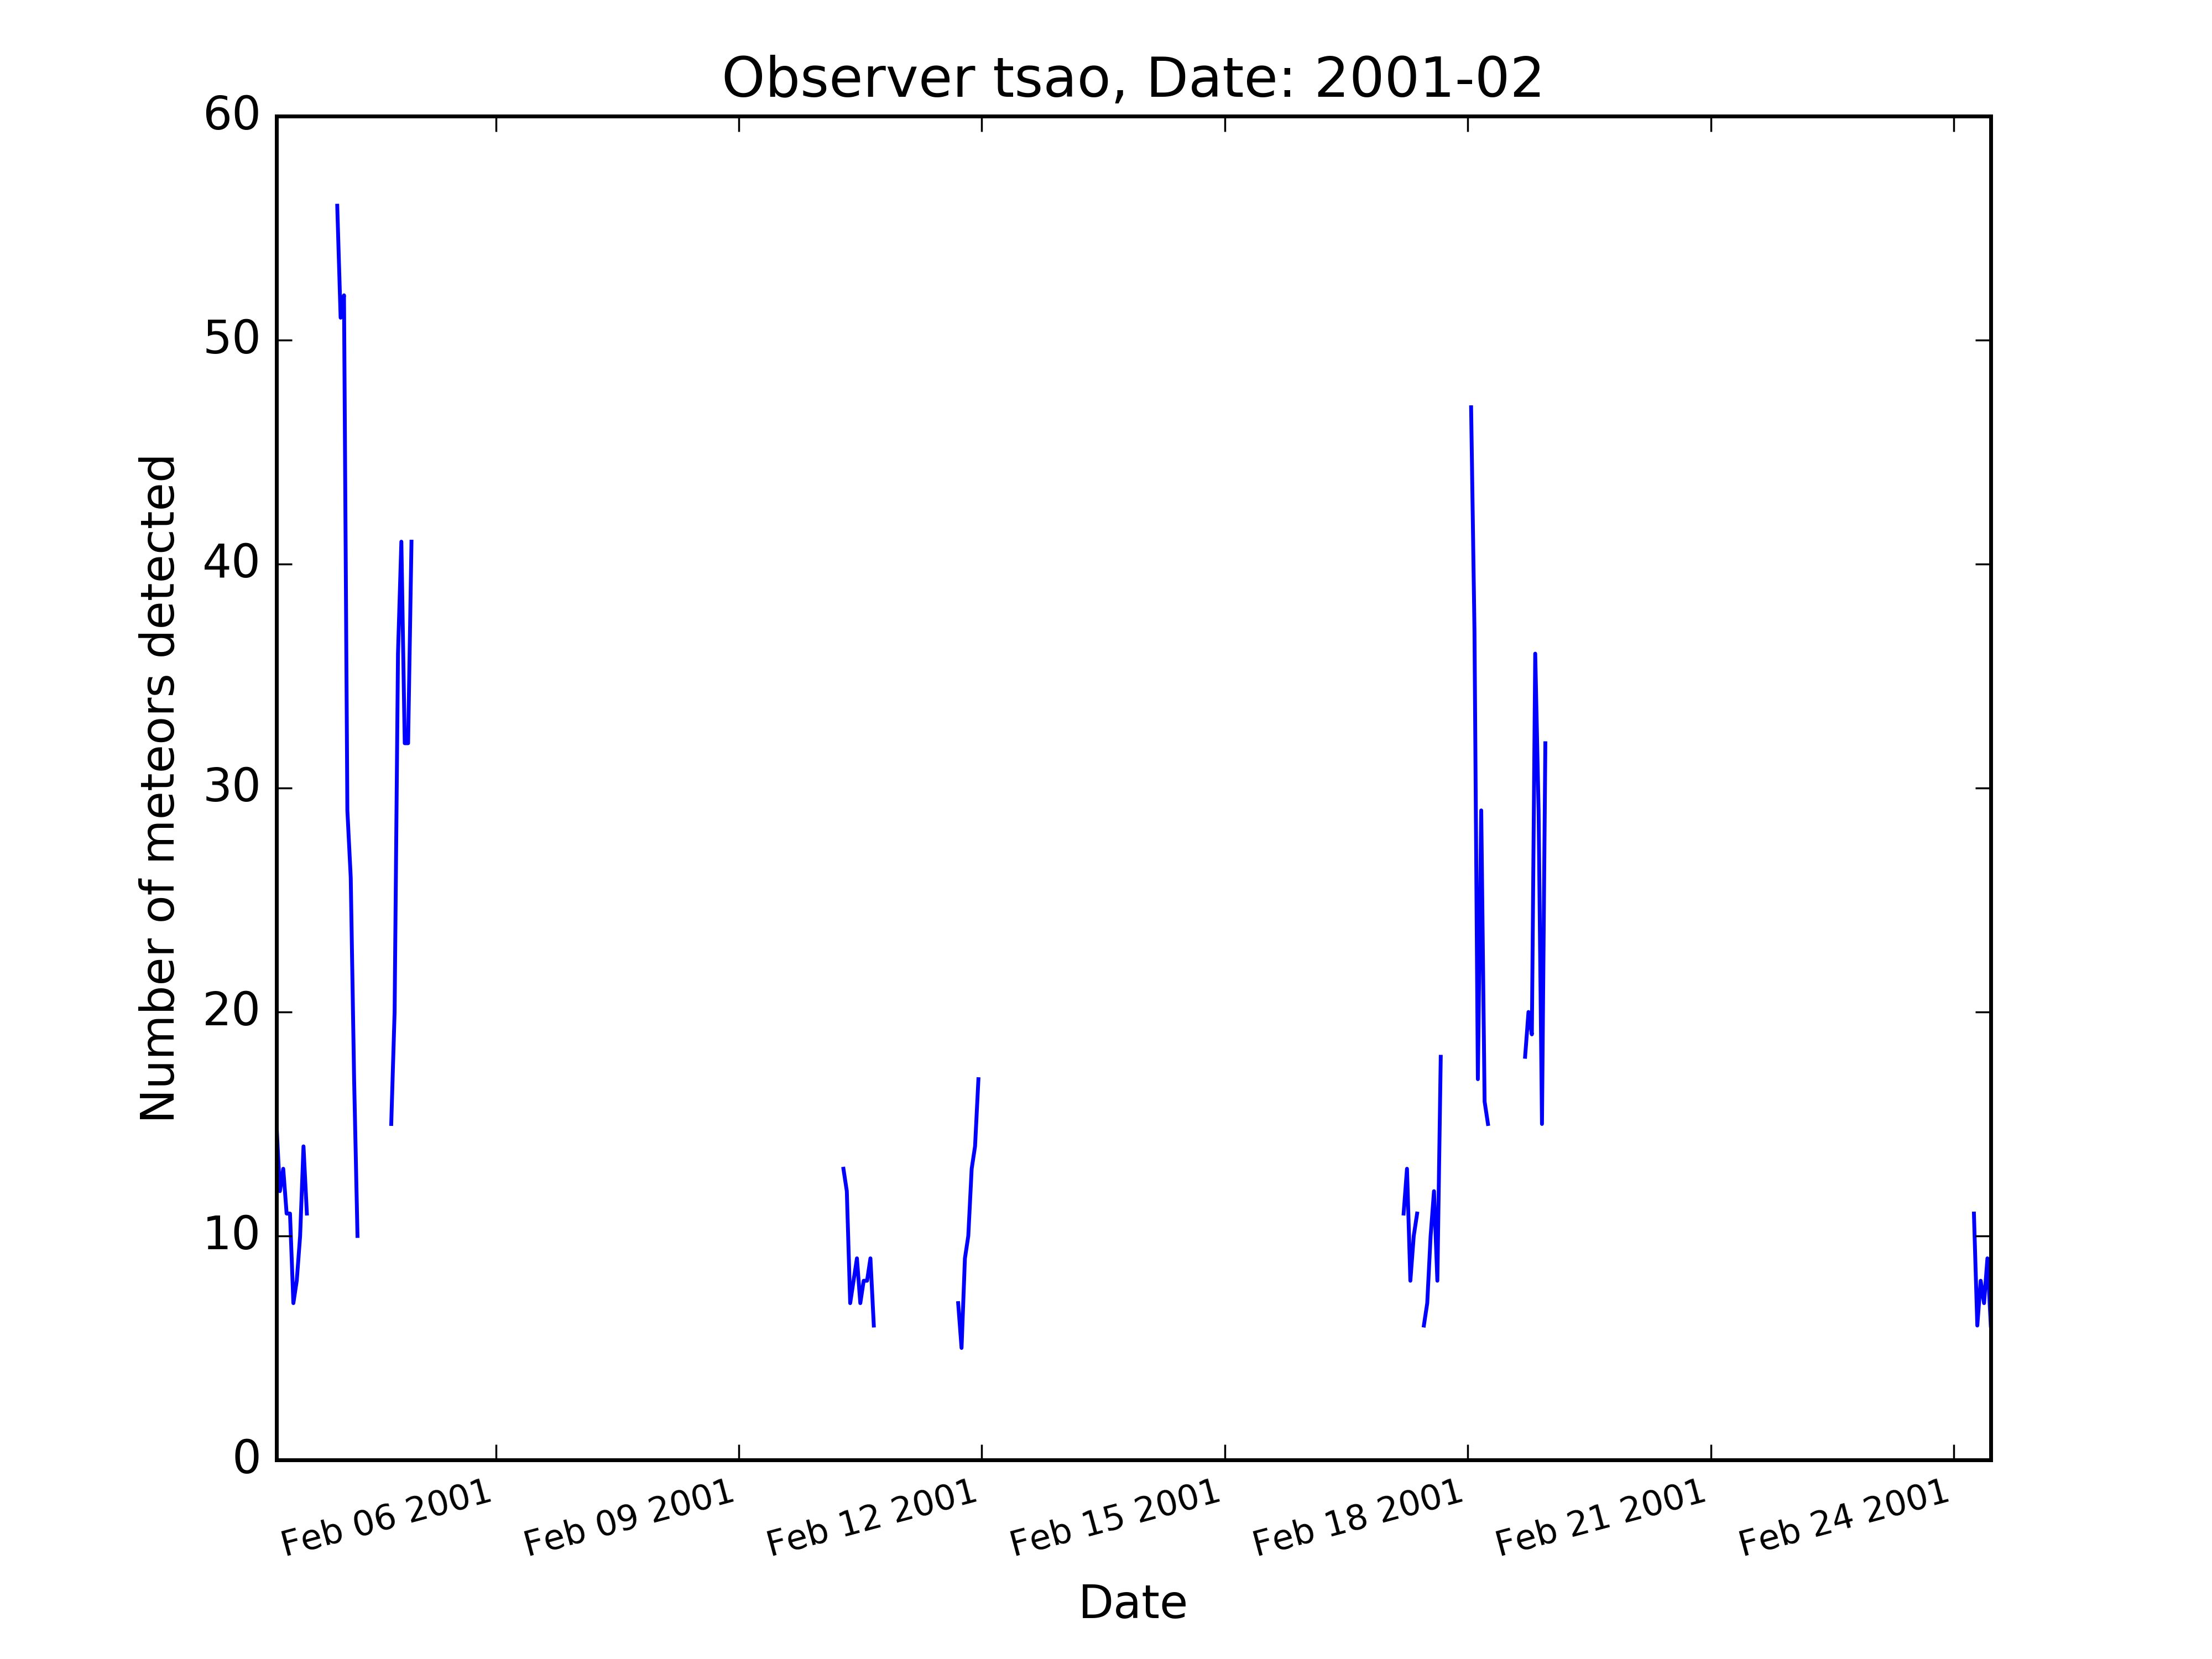 Observer tsao, Date: 2001-02
60
50
40
30
20
10
0
Number of meteors detected
Feb 06 2001
Feb 09 2001
Feb 12 2001
Feb 15 2001
Feb 18 2001
Feb 21 2001
Feb 24 2001
Date